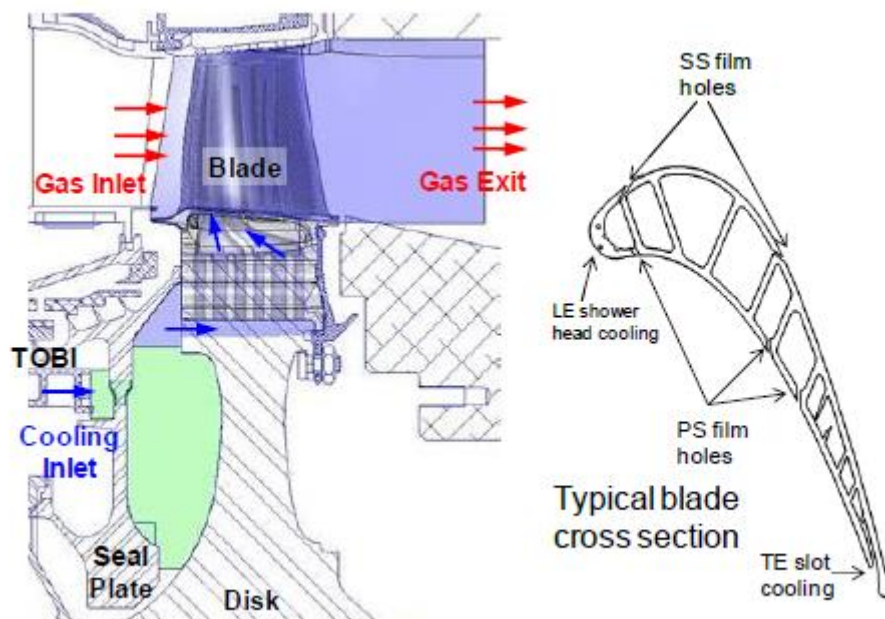 Gas Inlet
Blade
Gas Exit
TOBI
Cooling
Inlet
Seal
Plate
Disk
SS film
holes
LE shower
head cooling
PS film
holes
Typical blade
cross section
TE slot
cooling